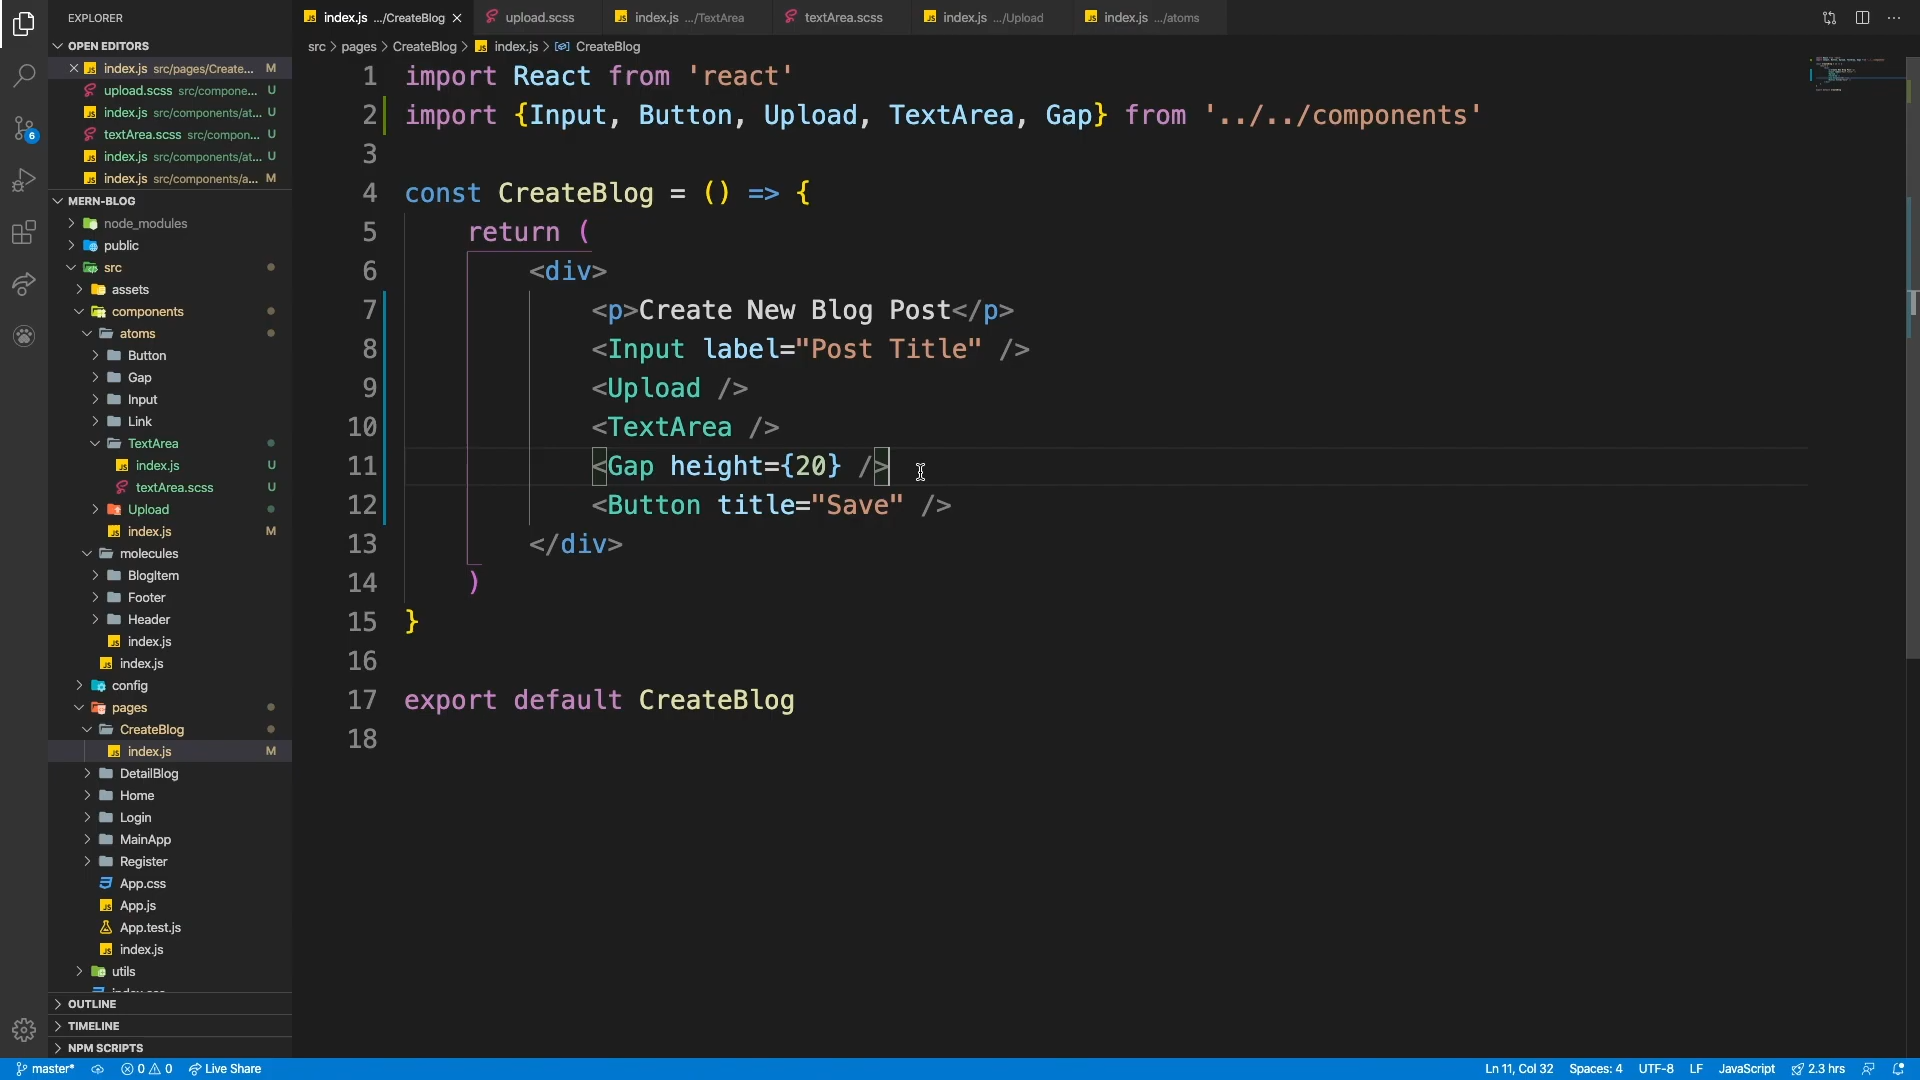 EXPLORER
OPEN EDITORS
index.js src/pages/Create... M
upload.scss src/compone... U
index.js src/components/at... U
textArea.scss src/compon... U
index.js src/components/at... U
index.js src/components/a... M
MERN-BLOG
node_modules
public
src
assets
components
atoms
Button
Gap
Input
Link
TextArea
index.js U
textArea.scss U
Upload
index.js M
molecules
BlogItem
Footer
Header
index.js
index.js
config
pages
CreateBlog
index.js M
DetailBlog
Home
Login
MainApp
Register
App.css
App.js
App.test.js
index.js
utils
OUTLINE
TIMELINE
NPM SCRIPTS
index.js .../CreateBlog
upload.scss
index.js .../TextArea
textArea.scss
index.js .../Upload
index.js .../atoms
src > pages > CreateBlog > index.js > CreateBlog
1 import React from 'react'
2 import {Input, Button, Upload, TextArea, Gap} from '../../components'
3
4 const CreateBlog = () => {
5 return (
6 <div>
7 <p>Create New Blog Post</p>
8 <Input label="Post Title" />
9 <Upload />
10 <TextArea />
11 <Gap height={20} />
12 <Button title="Save" />
13 </div>
14 )
15 }
16
17 export default CreateBlog
18
6
master* 0 0 Live Share
Ln 11, Col 32 Spaces: 4 UTF-8 LF JavaScript 2.3 hrs